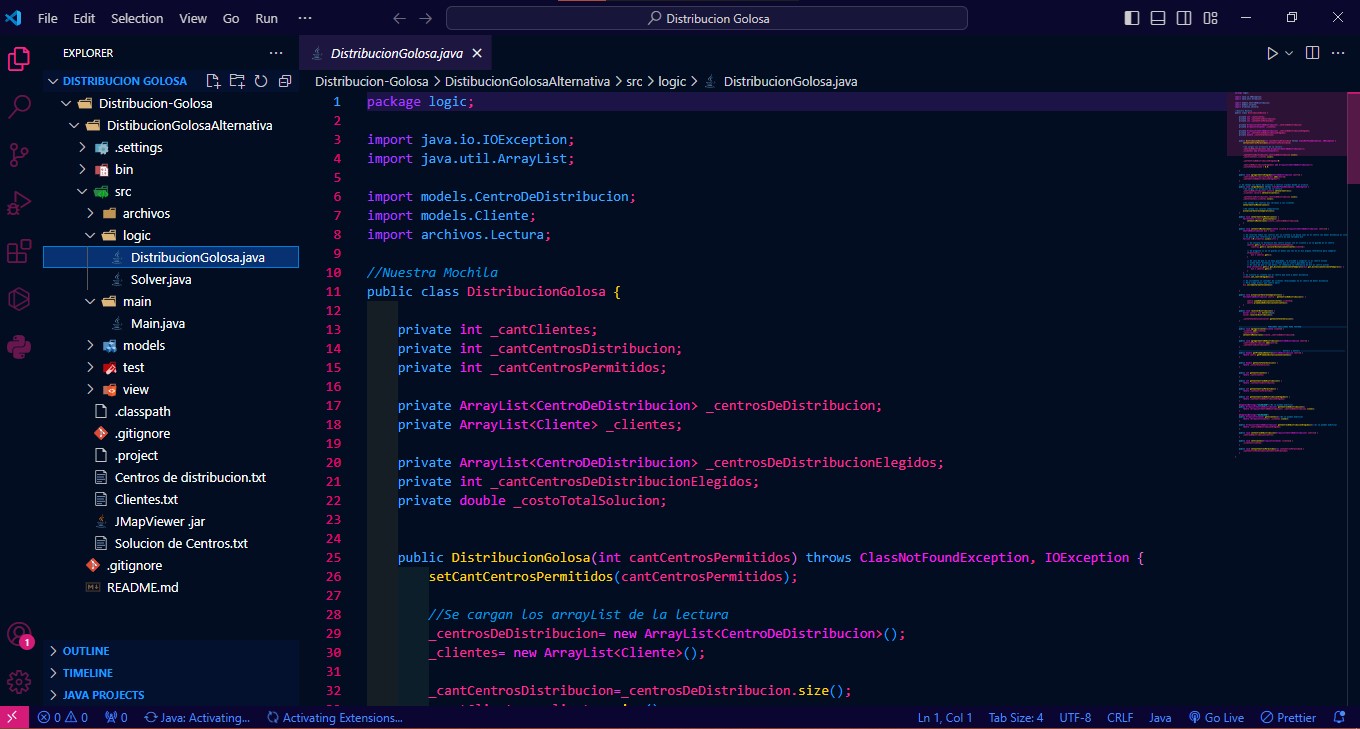 File Edit Selection View Go Run ··· Distribucion Golosa
EXPLORER ···
DISTRIBUCION GOLOSA
Distribucion-Golosa
DistibucionGolosaAlternativa
.settings
bin
src
archivos
logic
DistribucionGolosa.java
Solver.java
main
Main.java
models
test
view
.classpath
.gitignore
.project
Centros de distribucion.txt
Clientes.txt
JMapViewer .jar
Solucion de Centros.txt
.gitignore
README.md
OUTLINE
TIMELINE
JAVA PROJECTS
1
DistribucionGolosa.java
Distribucion-Golosa > DistibucionGolosaAlternativa > src > logic > DistribucionGolosa.java
1 package logic;
2
3 import java.io.IOException;
4 import java.util.ArrayList;
5
6 import models.CentroDeDistribucion;
7 import models.Cliente;
8 import archivos.Lectura;
9
10 //Nuestra Mochila
11 public class DistribucionGolosa {
12
13 private int _cantClientes;
14 private int _cantCentrosDistribucion;
15 private int _cantCentrosPermitidos;
16
17 private ArrayList<CentroDeDistribucion> _centrosDeDistribucion;
18 private ArrayList<Cliente> _clientes;
19
20 private ArrayList<CentroDeDistribucion> _centrosDeDistribucionElegidos;
21 private int _cenTrosDeDistribucionElegidos;
22 private double _costoTotalSolucion;
23
24
25 public DistribucionGolosa(int cantCentrosPermitidos) throws ClassNotFoundException, IOException {
26 setCantCentrosPermitidos(cantCentrosPermitidos);
27
28 //Se cargan los arrayList de la lectura
29 _centrosDeDistribucion= new ArrayList<CentroDeDistribucion>();
30 _clientes= new ArrayList<Cliente>();
31
32 _cantCentrosDistribucion=_centrosDeDistribucion.size();
0 0 0 Java: Activating... Activating Extensions... Ln 1, Col 1 Tab Size: 4 UTF-8 CRLF Java Go Live Prettier